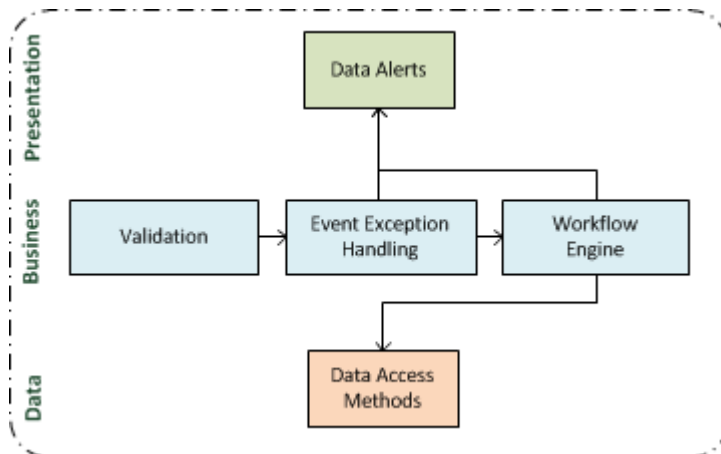 Presentation
Data Alerts
Business
Validation
Event Exception
Handling
Workflow
Engine
Data
Data Access
Methods